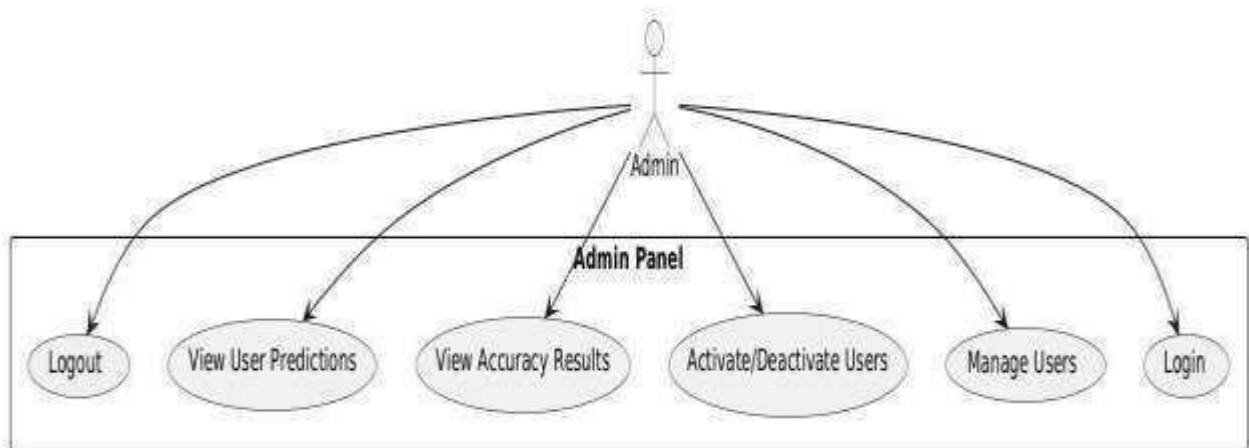 Admin
Admin Panel
Logout
View User Predictions
View Accuracy Results
Activate/Deactivate Users
Manage Users
Login